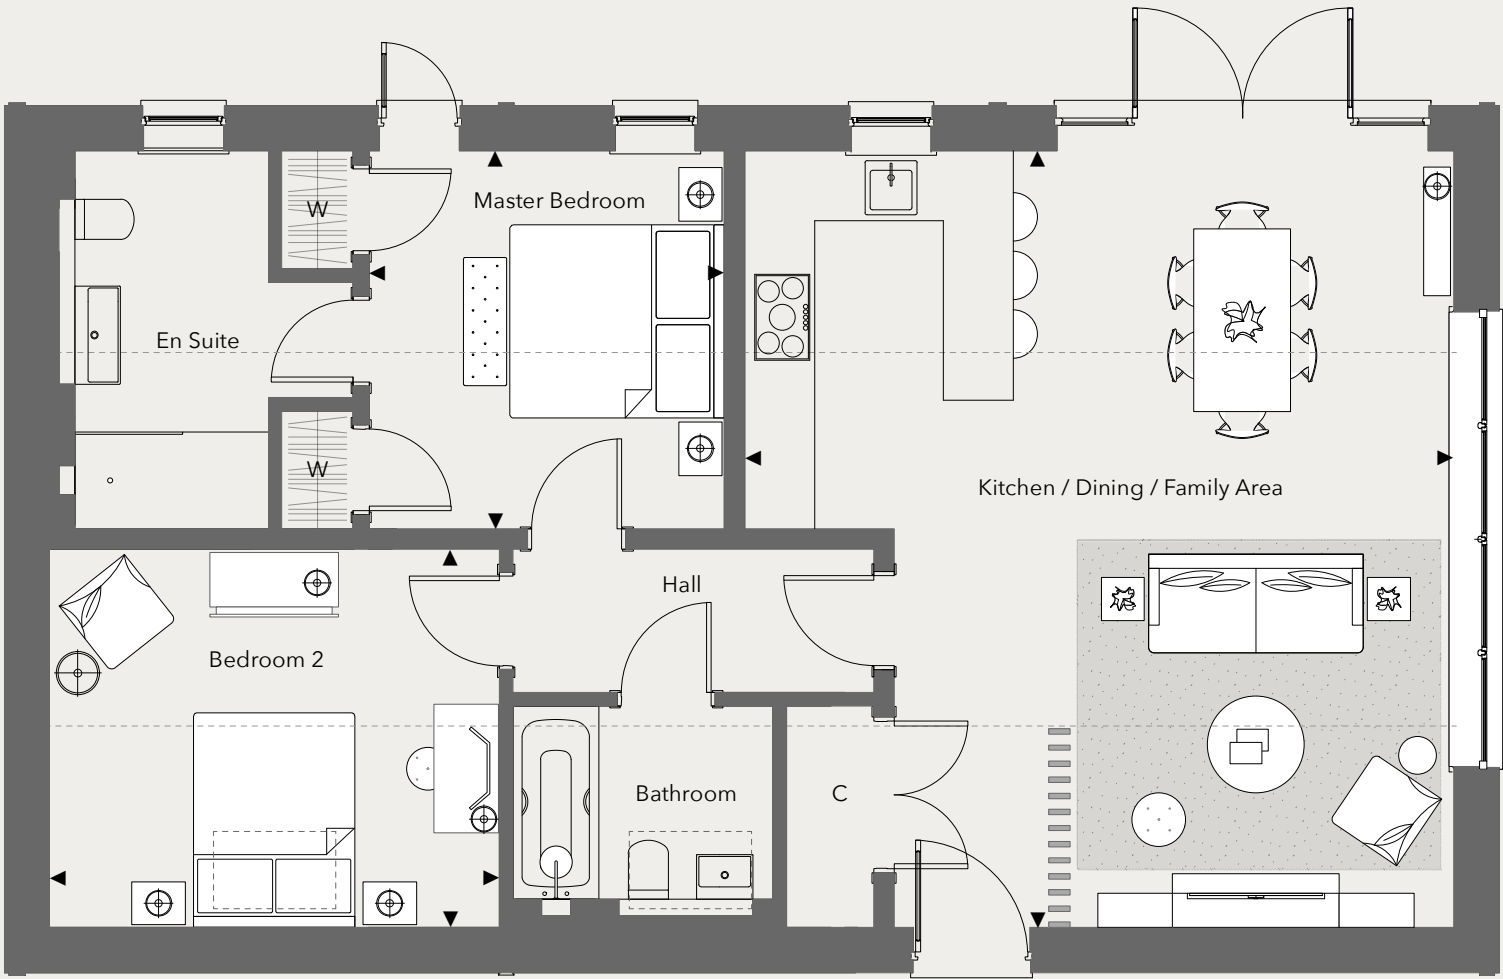 W
Master Bedroom
En Suite
W
Kitchen / Dining / Family Area
Hall
Bedroom 2
Bathroom
C